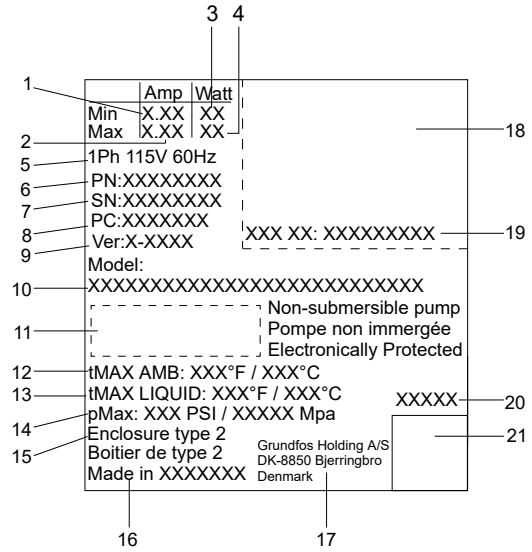 3 4
Amp Watt
1
Min X.XX XX
Max X.XX XX
2
18
5 1Ph 115V 60Hz
6 PN:XXXXXXXX
7 SN:XXXXXXXX
8 PC:XXXXXXX
9 Ver:X-XXXX
XXX XX: XXXXXXXXX 19
Model:
10 XXXXXXXXXXXXXXXXXXXXXXXXXX
11
Non-submersible pump
Pompe non immergée
Electronically Protected
12 tMAX AMB: XXX°F / XXX°C
13 tMAX LIQUID: XXX°F / XXX°C
14 pMax: XXX PSI / XXXXX Mpa
XXXXX 20
15 Enclosure type 2
Boitier de type 2
Made in XXXXXXX
Grundfos Holding A/S
DK-8850 Bjerringbro
Denmark
21
16 17